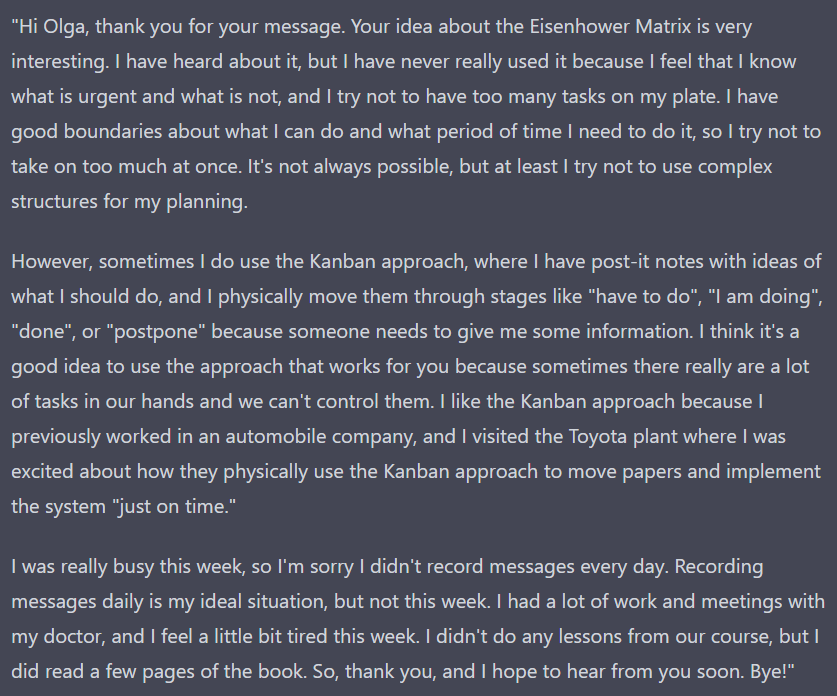 "Hi Olga, thank you for your message. Your idea about the Eisenhower Matrix is very
interesting. I have heard about it, but I have never really used it because I feel that I know
what is urgent and what is not, and I try not to have too many tasks on my plate. I have
good boundaries about what I can do and what period of time I need to do it, so I try not to
take on too much at once. It's not always possible, but at least I try not to use complex
structures for my planning.
However, sometimes I do use the Kanban approach, where I have post-it notes with ideas of
what I should do, and I physically move them through stages like "have to do", "I am doing",
"done", or "postpone" because someone needs to give me some information. I think it's a
good idea to use the approach that works for you because sometimes there really are a lot
of tasks in our hands and we can't control them. I like the Kanban approach because I
previously worked in an automobile company, and I visited the Toyota plant where I was
excited about how they physically use the Kanban approach to move papers and implement
the system "just on time."
I was really busy this week, so I'm sorry I didn't record messages every day. Recording
messages daily is my ideal situation, but not this week. I had a lot of work and meetings with
my doctor, and I feel a little bit tired this week. I didn't do any lessons from our course, but I
did read a few pages of the book. So, thank you, and I hope to hear from you soon. Bye!"